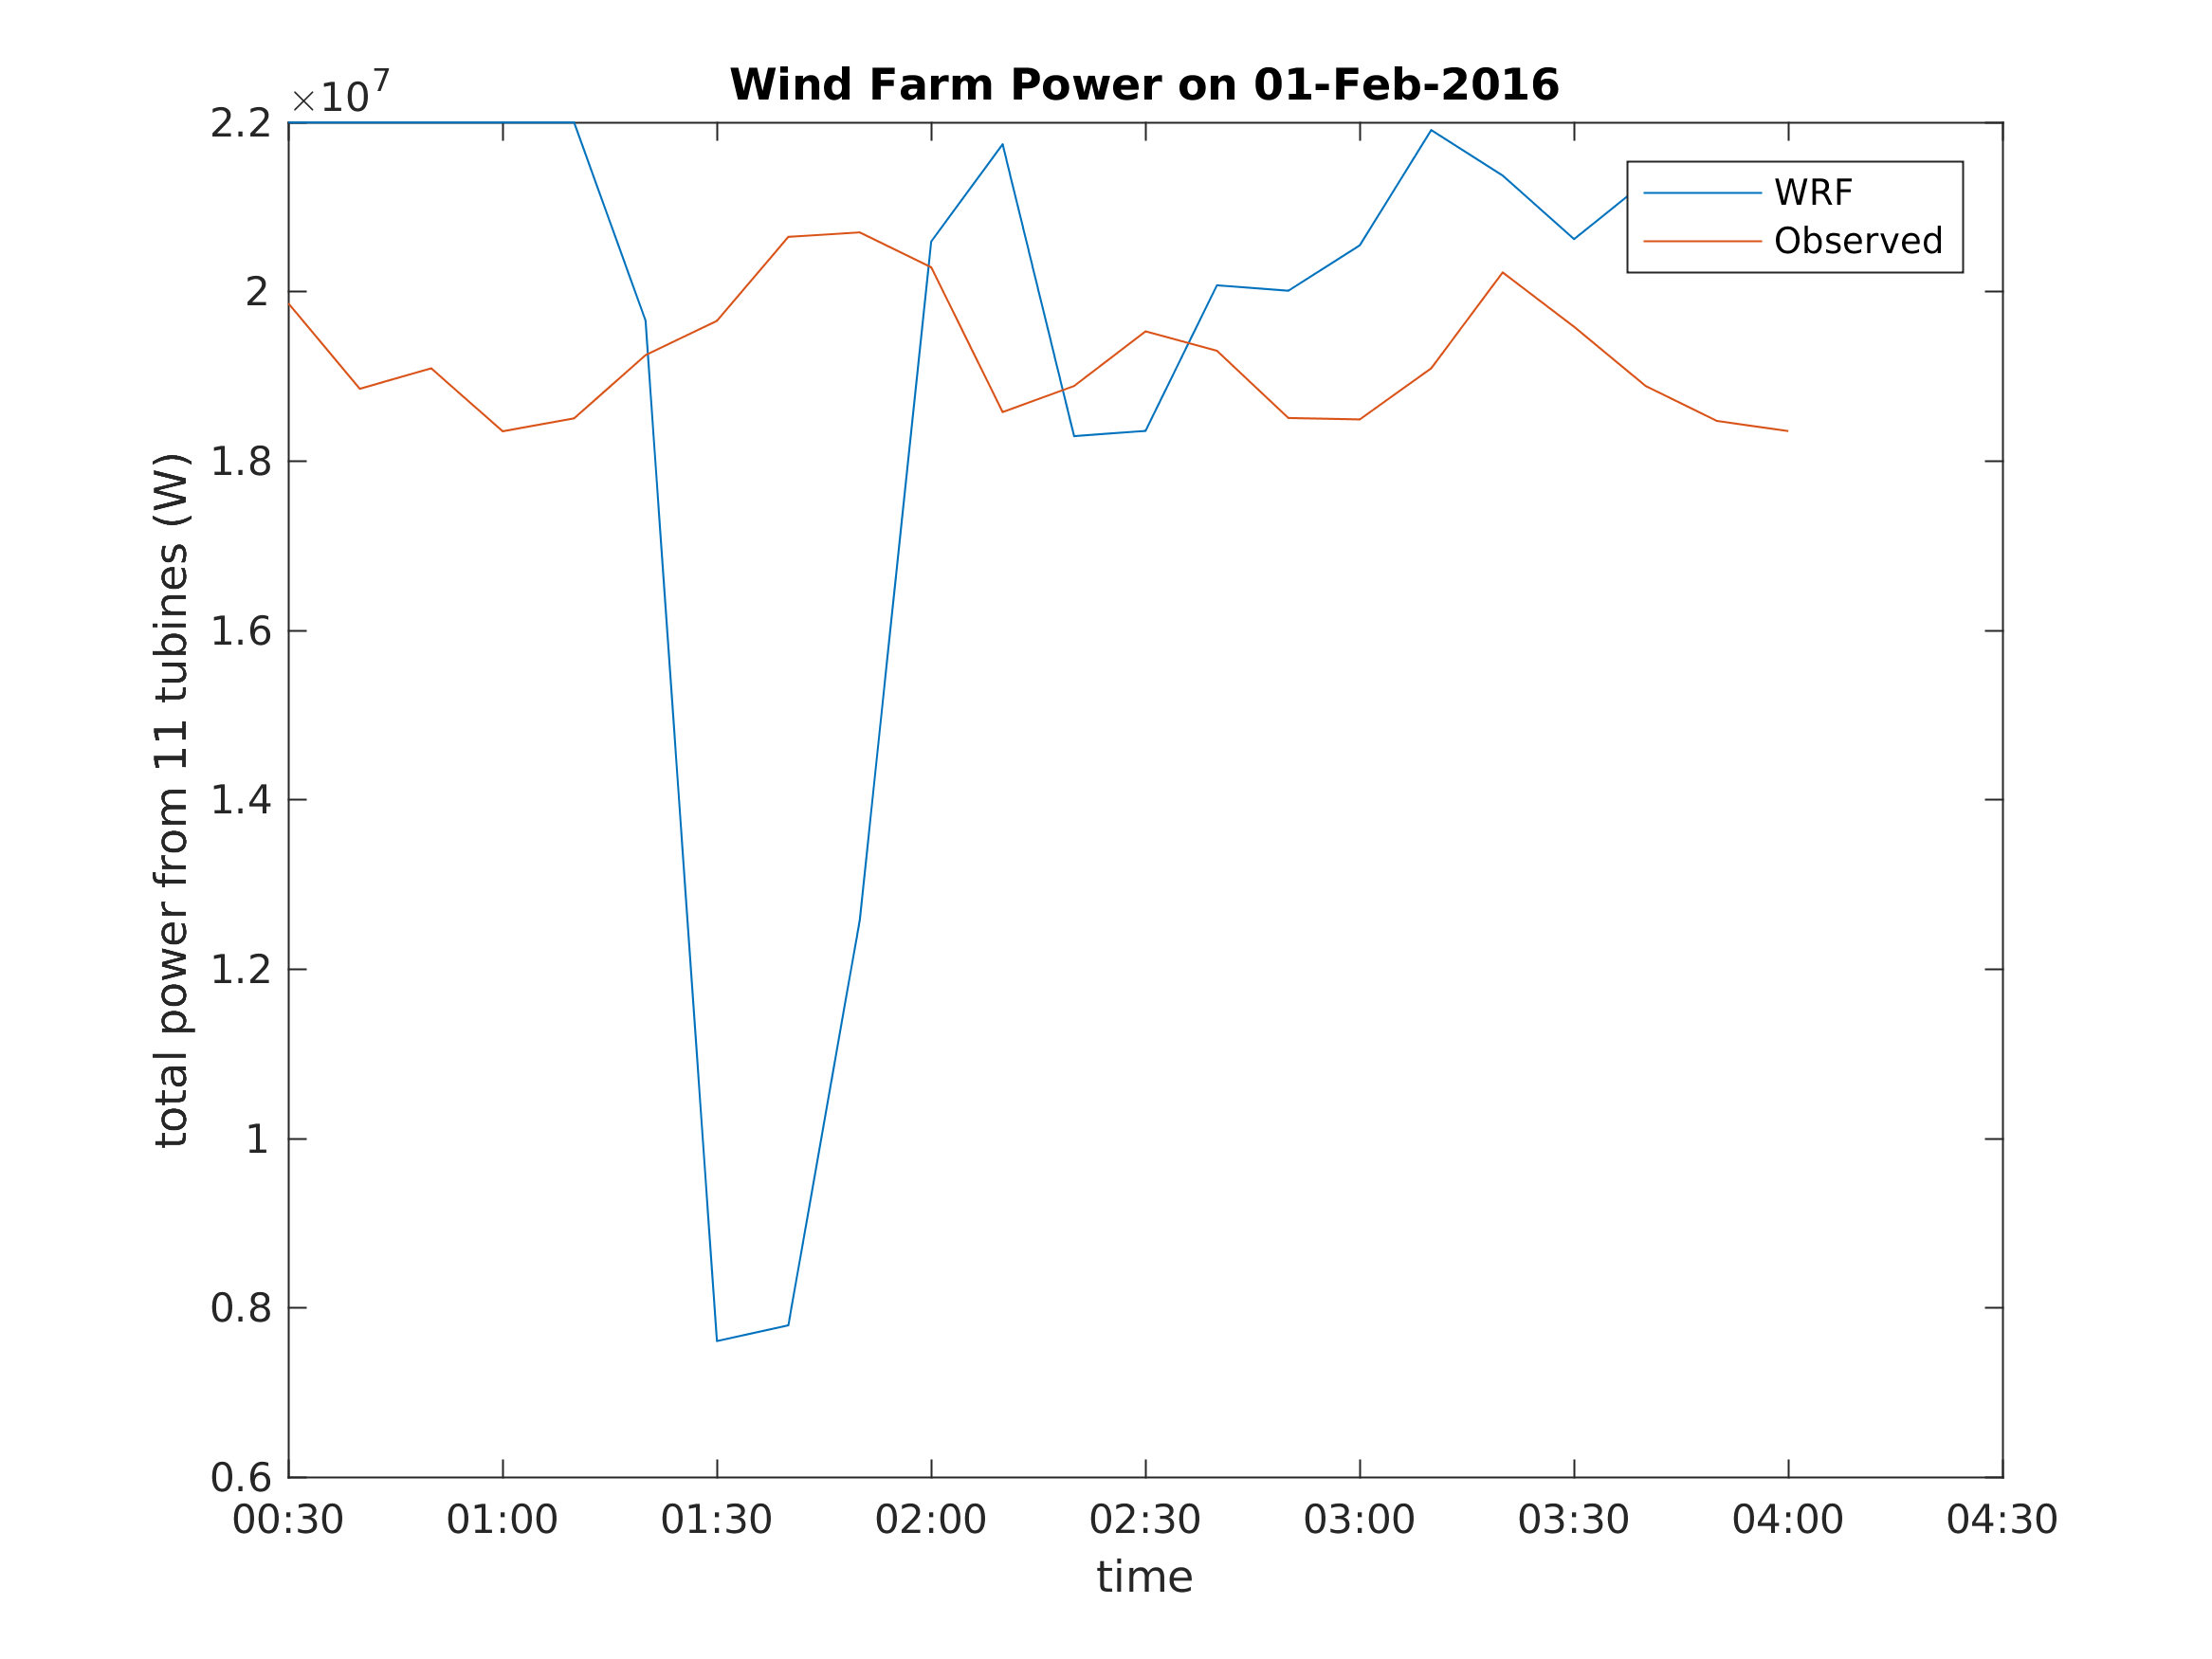 Wind Farm Power on 01-Feb-2016
×10⁷
2.2
2
1.8
1.6
1.4
1.2
1
0.8
0.6
total power from 11 tubines (W)
WRF
Observed
00:30 01:00 01:30 02:00 02:30 03:00 03:30 04:00 04:30
time